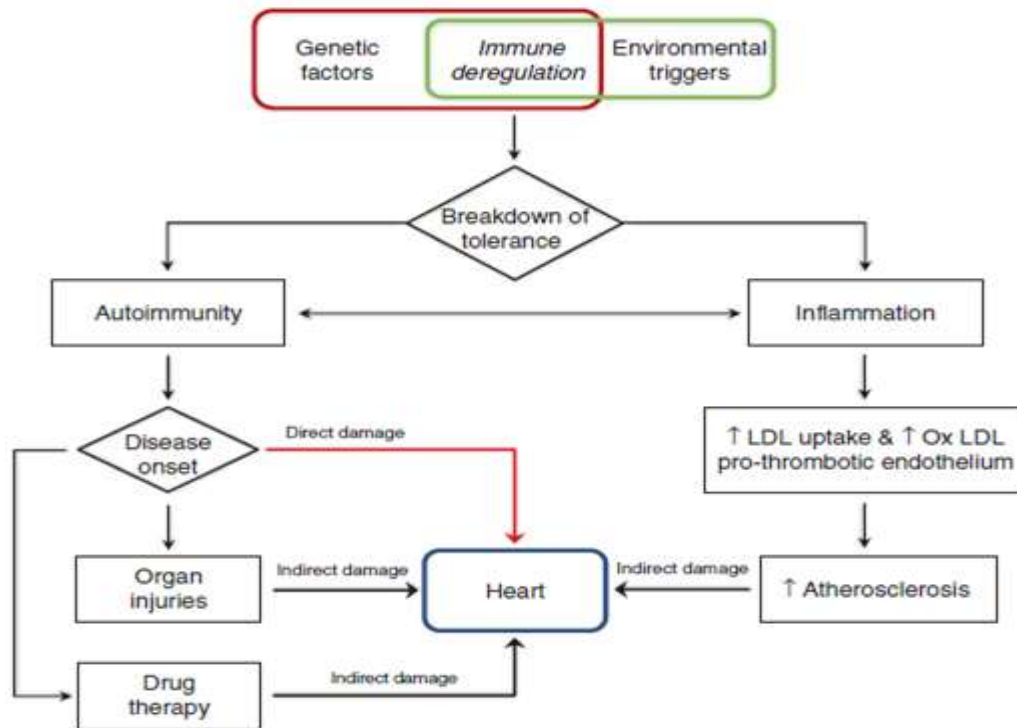 Genetic
factors
Immune
deregulation
Environmental
triggers
Breakdown of
tolerance
Autoimmunity
Inflammation
Disease
onset
Direct damage
↑ LDL uptake & ↑ Ox LDL
pro-thrombotic endothelium
Organ
injuries
Indirect damage
Heart
Indirect damage
↑ Atherosclerosis
Drug
therapy
Indirect damage